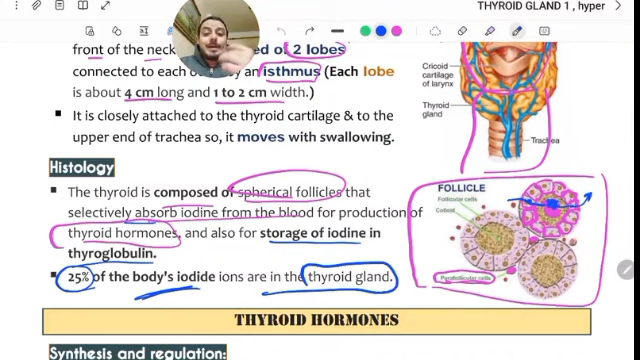 THYROID GLAND 1 , hyper
front of the neck
of 2 lobes
connected to each
by an isthmus (Each lobe
is about 4 cm long and 1 to 2 cm width.)
It is closely attached to the thyroid cartilage & to the
upper end of trachea so, it moves with swallowing.
Cricoid
cartilage
of larynx
Thyroid
gland
Trachea
Histology
The thyroid is composed of spherical follicles that
selectively absorb iodine from the blood for production of
thyroid hormones, and also for storage of iodine in
thyroglobulin.
25% of the body's iodide ions are in the thyroid gland.
FOLLICLE
Follicular cells
Colloid
Parafollicular cells
THYROID HORMONES
Synthesis and regulation: